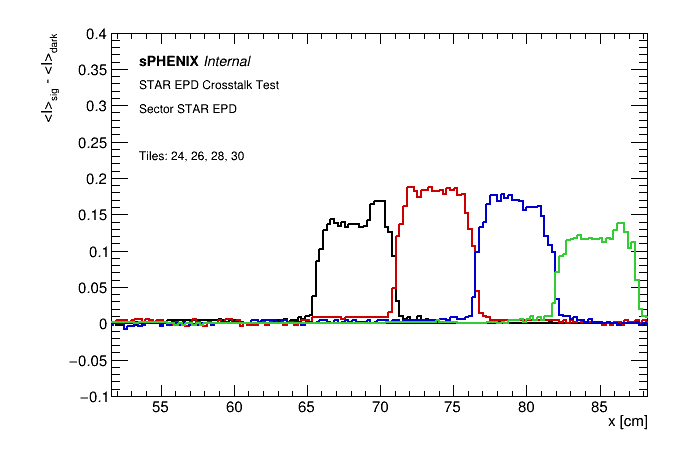 <I>sig - <I>dark
0.4
0.35
0.3
0.25
0.2
0.15
0.1
0.05
0
−0.05
−0.1
sPHENIX Internal
STAR EPD Crosstalk Test
Sector STAR EPD
Tiles: 24, 26, 28, 30
55 60 65 70 75 80 85
x [cm]